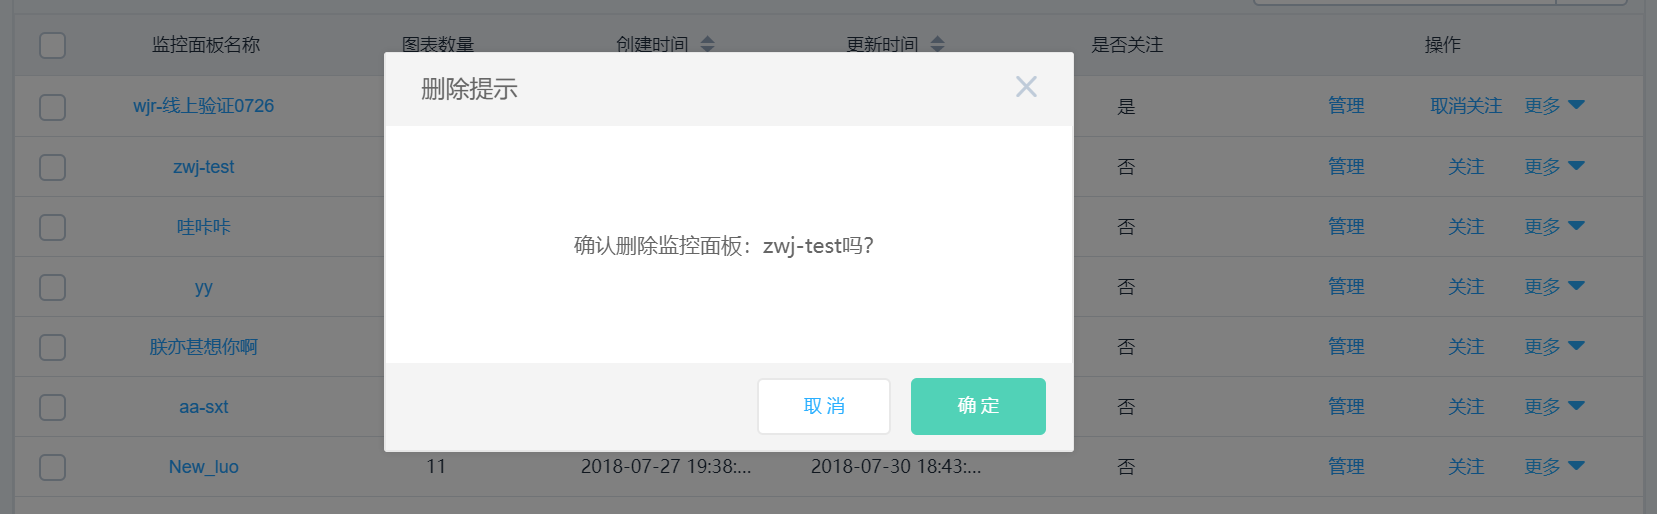 监控面板名称 图表数量 创建时间 更新时间 是否关注 操作
删除提示
wjr-线上验证0726 是 管理 取消关注 更多
zwj-test 否 管理 关注 更多
哇咔咔 否 管理 关注 更多
确认删除监控面板：zwj-test吗？
yy 否 管理 关注 更多
朕亦甚想你啊 否 管理 关注 更多
aa-sxt 否 管理 关注 更多
取消 确定
New_luo 11 2018-07-27 19:38:... 2018-07-30 18:43:... 否 管理 关注 更多